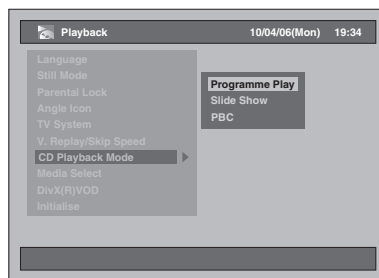 Playback 10/04/06(Mon) 19:34
Language
Still Mode
Parental Lock
Angle Icon
TV System
V. Replay/Skip Speed
CD Playback Mode
Media Select
DivX(R)VOD
Initialise
Programme Play
Slide Show
PBC